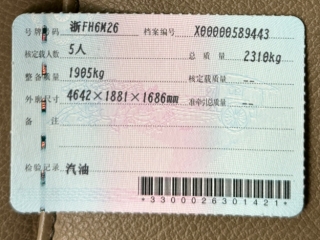 号牌号码 浙FH6M26 档案编号 X00000589443
核定载人数 5人 总质量 2310kg
整备质量 1905kg 核定载质量 --
外廓尺寸 4642×1881×1686mm 准牵引总质量 --
备注
检验记录 汽油
*3300026301421*